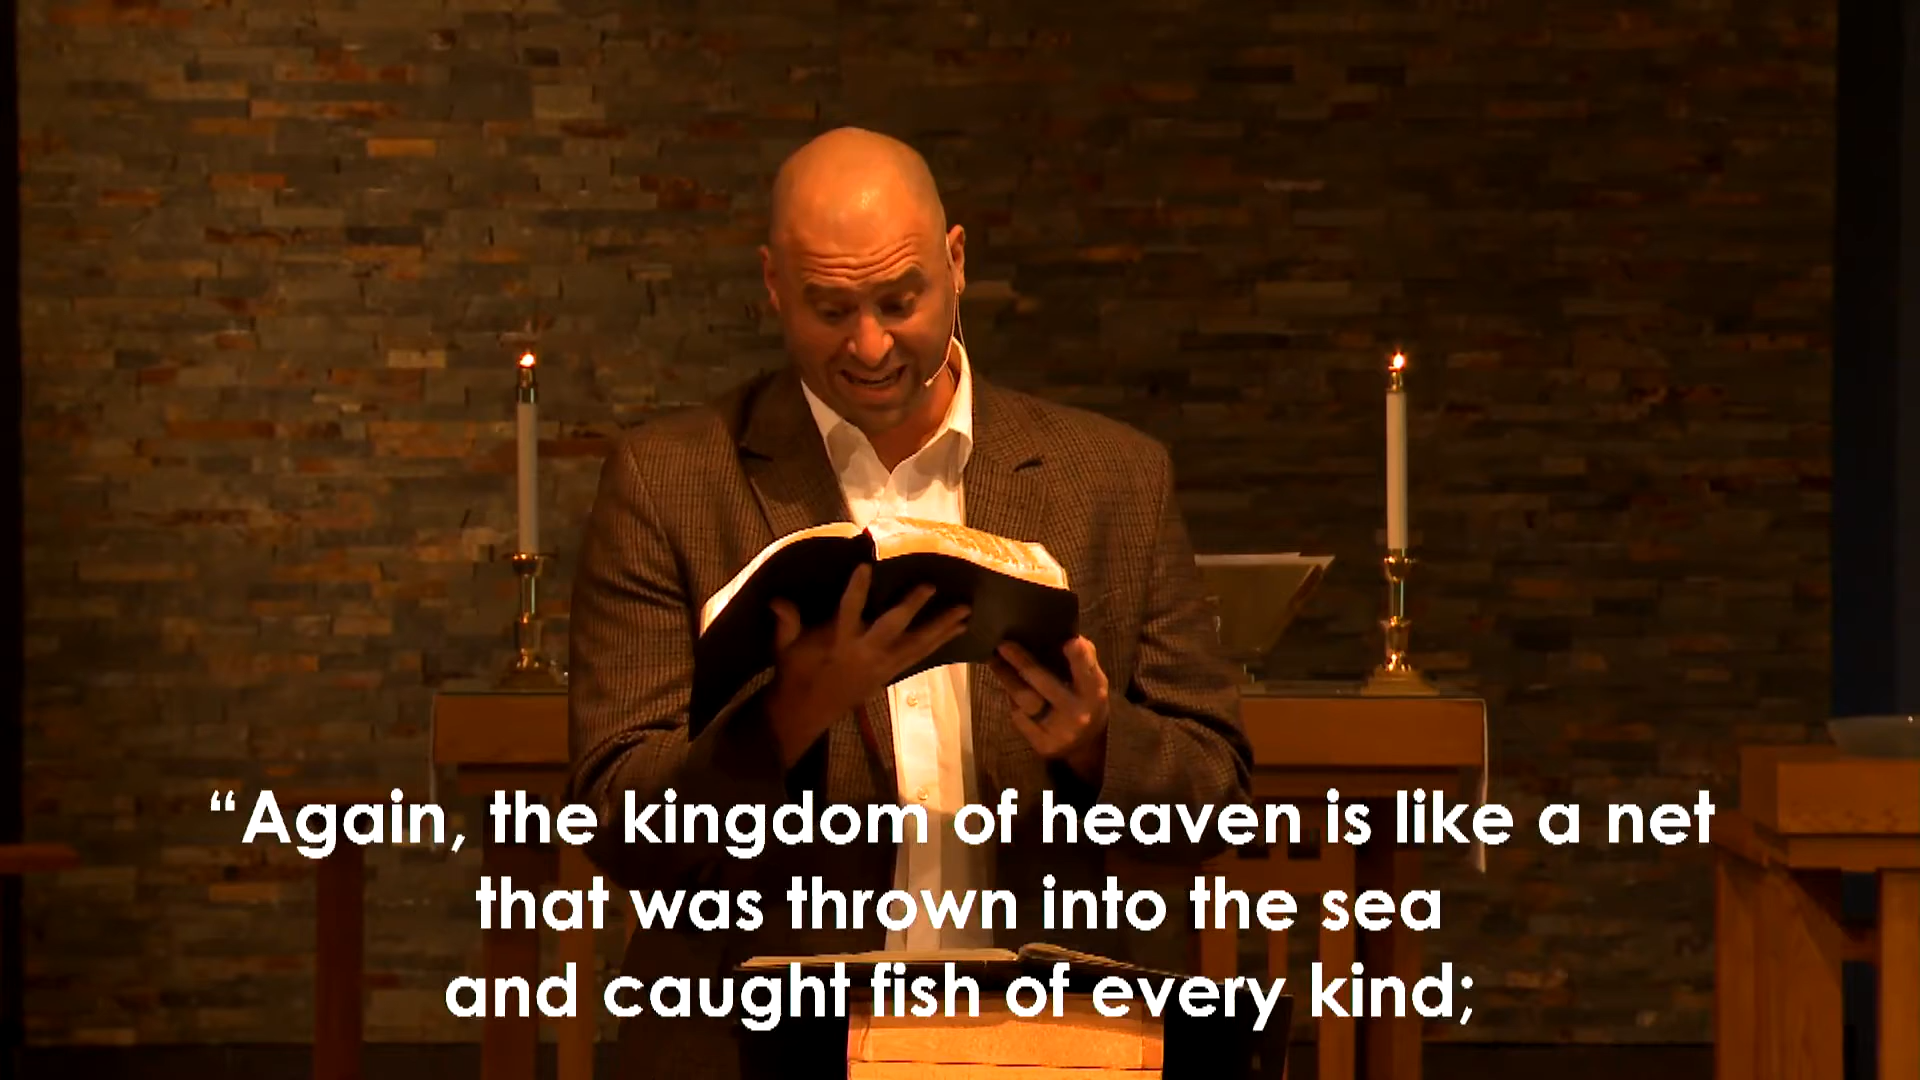 “Again, the kingdom of heaven is like a net
that was thrown into the sea
and caught fish of every kind;